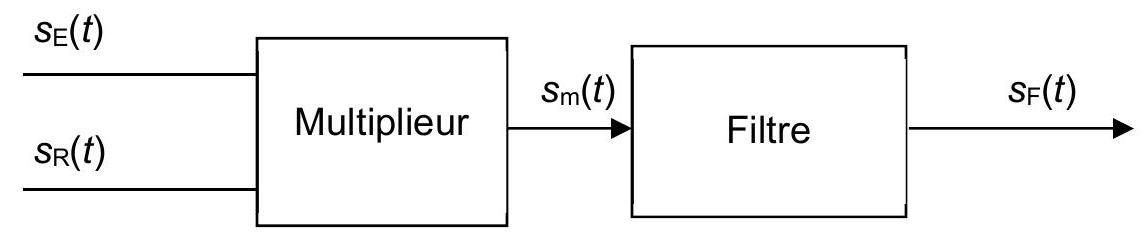 sE(t)
sR(t)
Multiplieur
sm(t)
Filtre
sF(t)